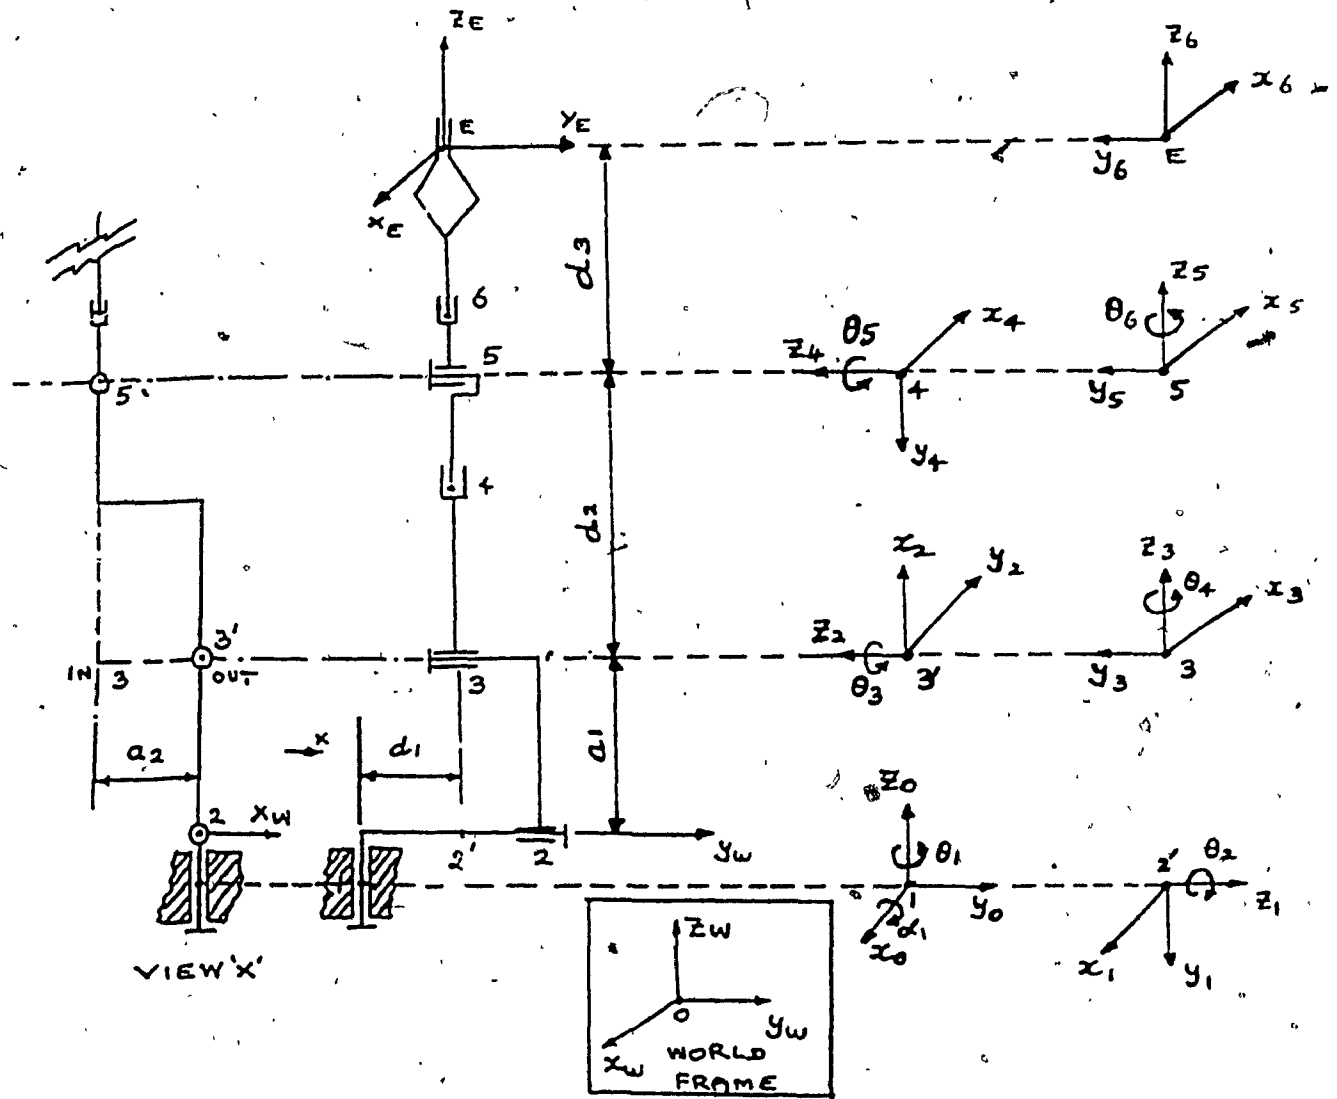 zE
z6
E
yE
x6
y6
E
xE
d3
z5
6
θ5
x4
θ6
x5
5
z4
5'
4
y5
5
y4
4
d2
x2
y2
z3
θ4
x3
3'
z2
IN 3
OUT
3
θ3
3'
y3
3
a2
x
d1
a1
z0
2
xW
2'
2
yW
θ1
2'
θ2
1
y0
z1
α1
x0
x1
y1
VIEW 'X'
zW
O
yW
xW
WORLD
FRAME